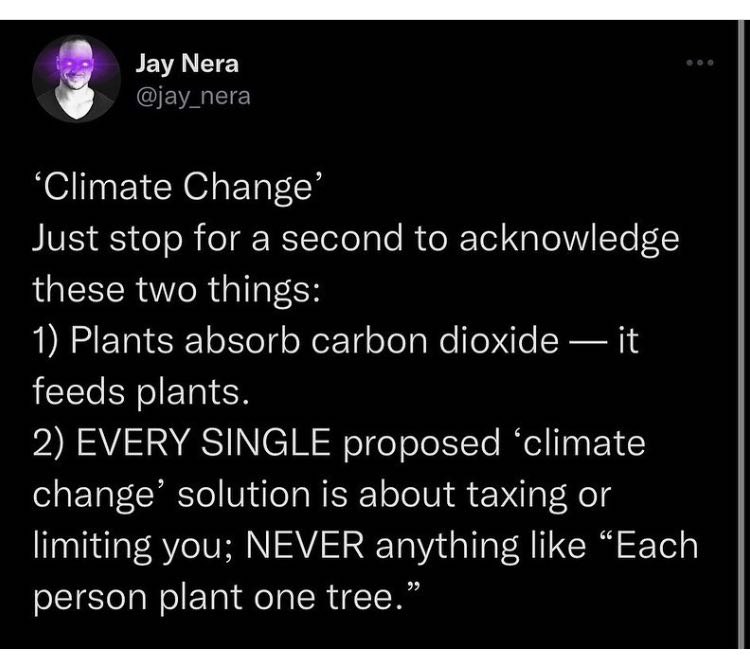 Jay Nera
@jay_nera
‘Climate Change’
Just stop for a second to acknowledge
these two things:
1) Plants absorb carbon dioxide — it
feeds plants.
2) EVERY SINGLE proposed ‘climate
change’ solution is about taxing or
limiting you; NEVER anything like “Each
person plant one tree.”